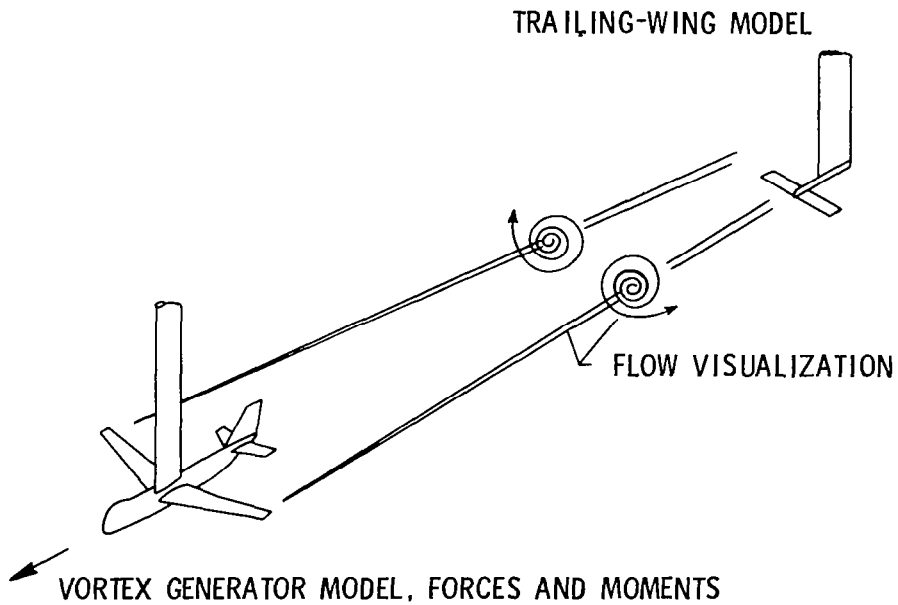 TRAILING-WING MODEL
FLOW VISUALIZATION
VORTEX GENERATOR MODEL, FORCES AND MOMENTS